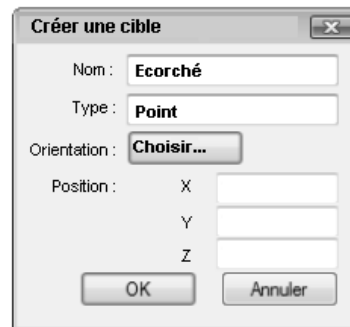 Créer une cible
Nom : Ecorché
Type : Point
Orientation : Choisir...
Position : X
Y
Z
OK Annuler